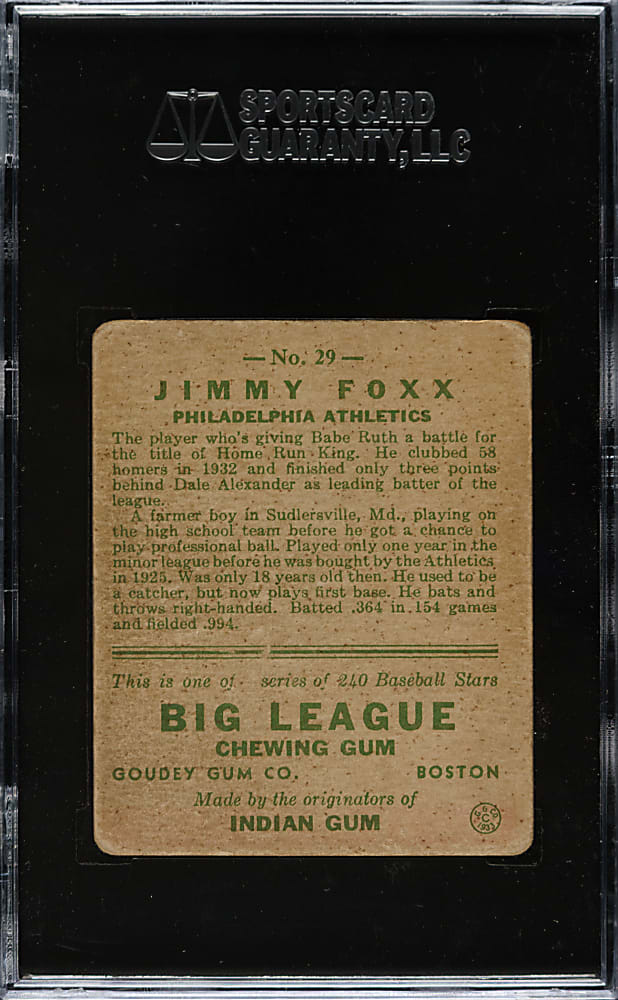 SPORTSCARD
GUARANTY, LLC
— No. 29 —
JIMMY FOXX
PHILADELPHIA ATHLETICS
The player who's giving Babe Ruth a battle for
the title of Home Run King. He clubbed 58
homers in 1932 and finished only three points
behind Dale Alexander as leading batter of the
league.
A farmer boy in Sudlersville, Md., playing on
the high school team before he got a chance to
play professional ball. Played only one year in the
minor league before he was bought by the Athletics
in 1925. Was only 18 years old then. He used to be
a catcher, but now plays first base. He bats and
throws right-handed. Batted .364 in 154 games
and fielded .994.
This is one of series of 240 Baseball Stars
BIG LEAGUE
CHEWING GUM
GOUDEY GUM CO. BOSTON
Made by the originators of
INDIAN GUM
G. G. Co.
C
1933